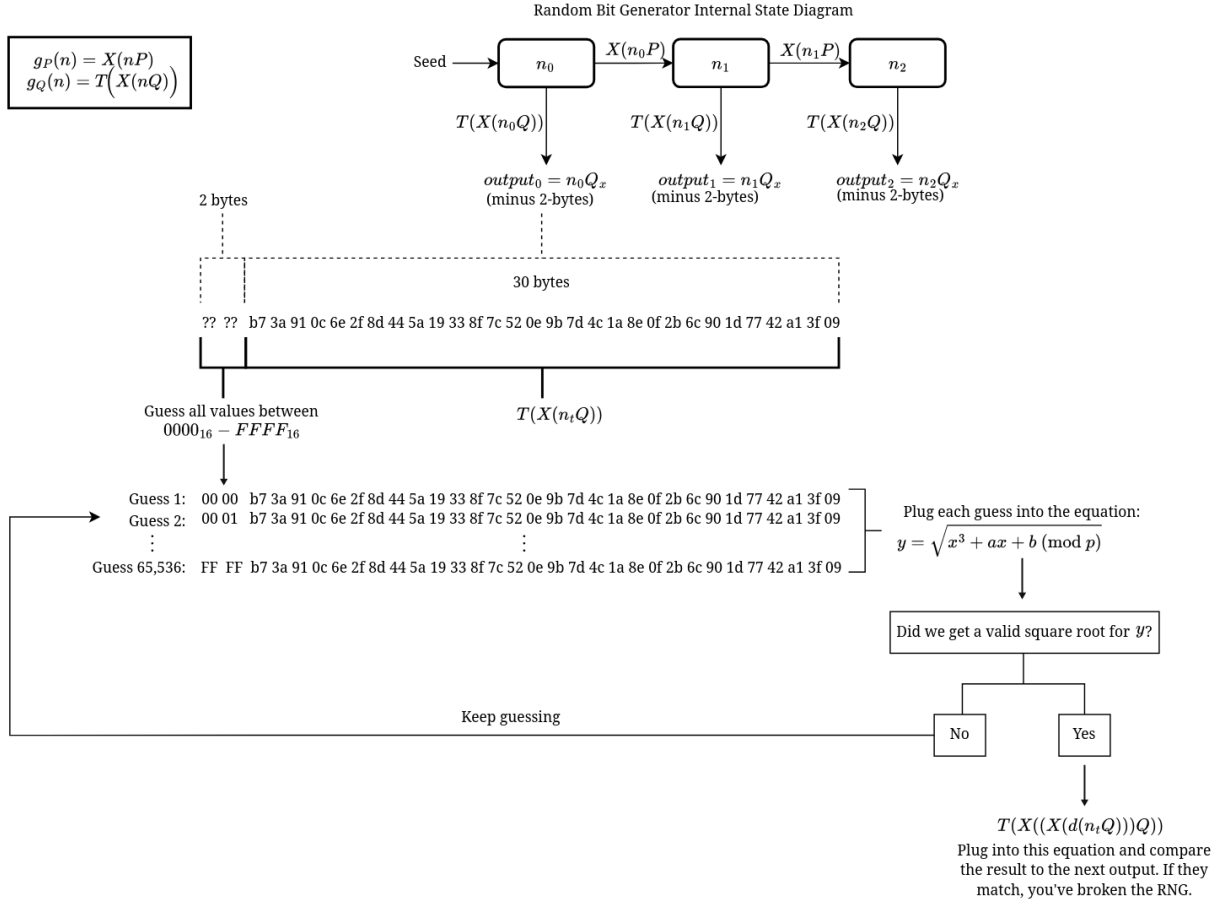 Random Bit Generator Internal State Diagram
g_P(n) = X(nP)
g_Q(n) = T(X(nQ))
Seed
n_0
X(n_0P)
n_1
X(n_1P)
n_2
T(X(n_0Q))
T(X(n_1Q))
T(X(n_2Q))
output_0 = n_0Q_x
(minus 2-bytes)
output_1 = n_1Q_x
(minus 2-bytes)
output_2 = n_2Q_x
(minus 2-bytes)
2 bytes
30 bytes
?? ?? b7 3a 91 0c 6e 2f 8d 44 5a 19 33 8f 7c 52 0e 9b 7d 4c 1a 8e 0f 2b 6c 90 1d 77 42 a1 3f 09
Guess all values between
0000_16 − FFFF_16
T(X(n_tQ))
Guess 1: 00 00 b7 3a 91 0c 6e 2f 8d 44 5a 19 33 8f 7c 52 0e 9b 7d 4c 1a 8e 0f 2b 6c 90 1d 77 42 a1 3f 09
Guess 2: 00 01 b7 3a 91 0c 6e 2f 8d 44 5a 19 33 8f 7c 52 0e 9b 7d 4c 1a 8e 0f 2b 6c 90 1d 77 42 a1 3f 09
⋮ ⋮
Guess 65,536: FF FF b7 3a 91 0c 6e 2f 8d 44 5a 19 33 8f 7c 52 0e 9b 7d 4c 1a 8e 0f 2b 6c 90 1d 77 42 a1 3f 09
Plug each guess into the equation:
y = √(x³ + ax + b (mod p))
Did we get a valid square root for y?
Keep guessing
No
Yes
T(X((X(d(n_tQ)))Q))
Plug into this equation and compare
the result to the next output. If they
match, you've broken the RNG.